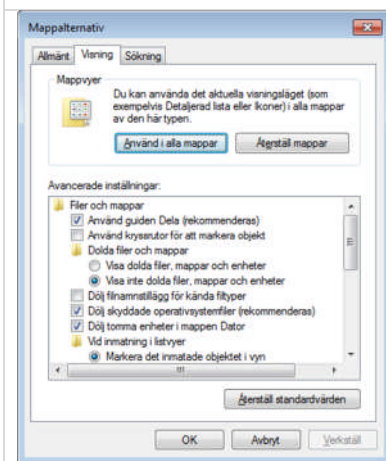 Mappalternativ
Allmänt Visning Sökning
Mappvyer
Du kan använda det aktuella visningsläget (som
exempelvis Detaljerad lista eller Ikoner) i alla mappar
av den här typen.
Använd i alla mappar Återställ mappar
Avancerade inställningar:
Filer och mappar
Använd guiden Dela (rekommenderas)
Använd kryssrutor för att markera objekt
Dolda filer och mappar
Visa dolda filer, mappar och enheter
Visa inte dolda filer, mappar och enheter
Dölj filnamnstillägg för kända filtyper
Dölj skyddade operativsystemfiler (rekommenderas)
Dölj tomma enheter i mappen Dator
Vid inmatning i listvyer
Markera det inmatade objektet i vyn
Återställ standardvärden
OK Avbryt Verkställ